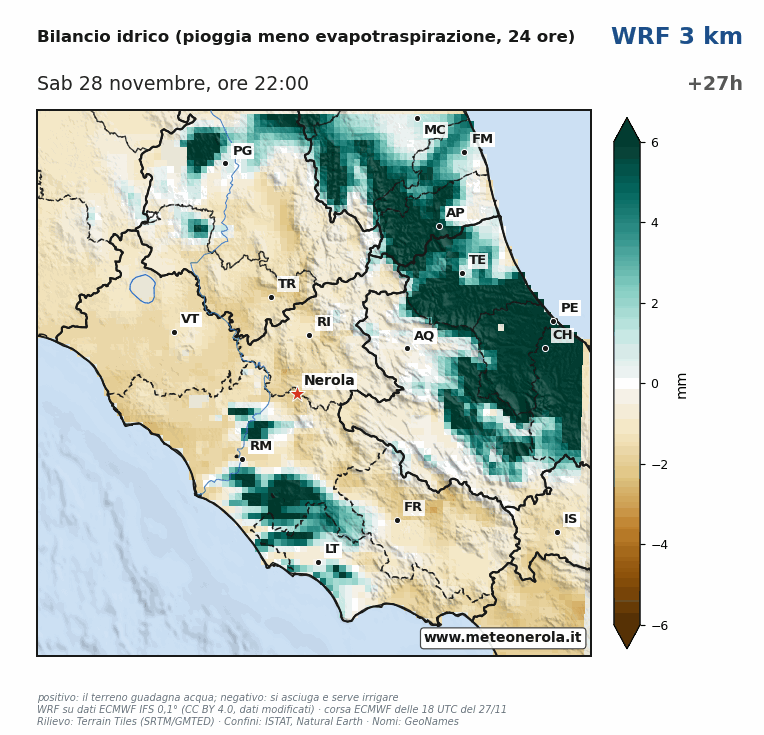 Bilancio idrico (pioggia meno evapotraspirazione, 24 ore)
WRF 3 km
Sab 28 novembre, ore 22:00
+27h
MC
FM
PG
AP
TE
TR
PE
VT
RI
AQ
CH
Nerola
RM
FR
IS
LT
www.meteonerola.it
6
4
2
0
−2
−4
−6
mm
positivo: il terreno guadagna acqua; negativo: si asciuga e serve irrigare
WRF su dati ECMWF IFS 0,1° (CC BY 4.0, dati modificati) · corsa ECMWF delle 18 UTC del 27/11
Rilievo: Terrain Tiles (SRTM/GMTED) · Confini: ISTAT, Natural Earth · Nomi: GeoNames